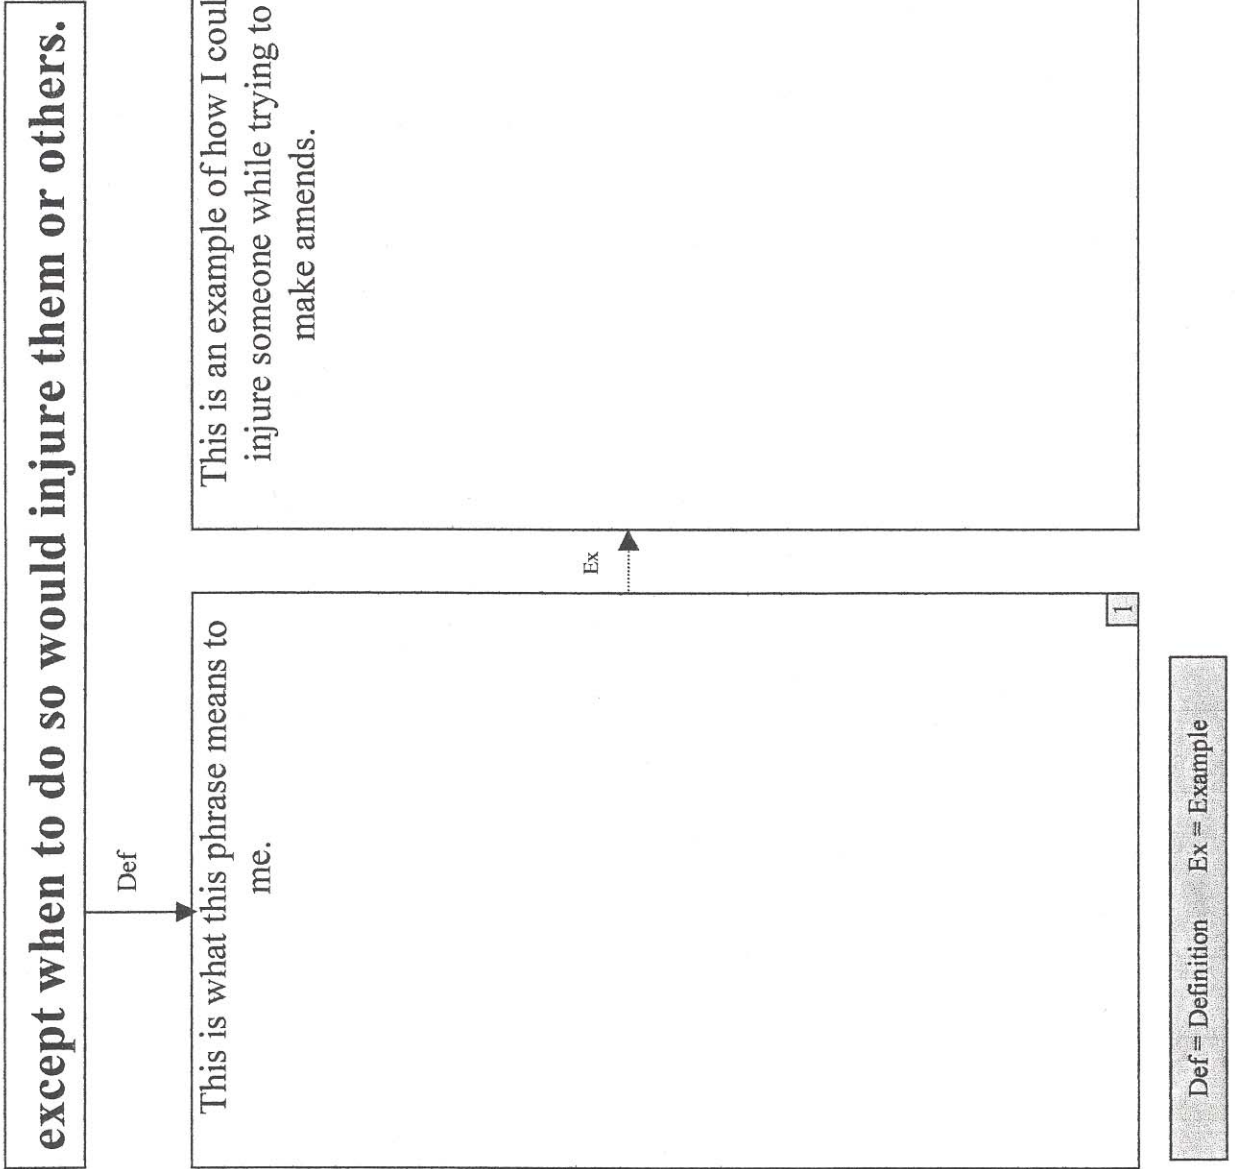 except when to do so would injure them or others.
Def
This is what this phrase means to
me.
1
Ex
This is an example of how I coul
injure someone while trying to
make amends.
Def = Definition Ex = Example